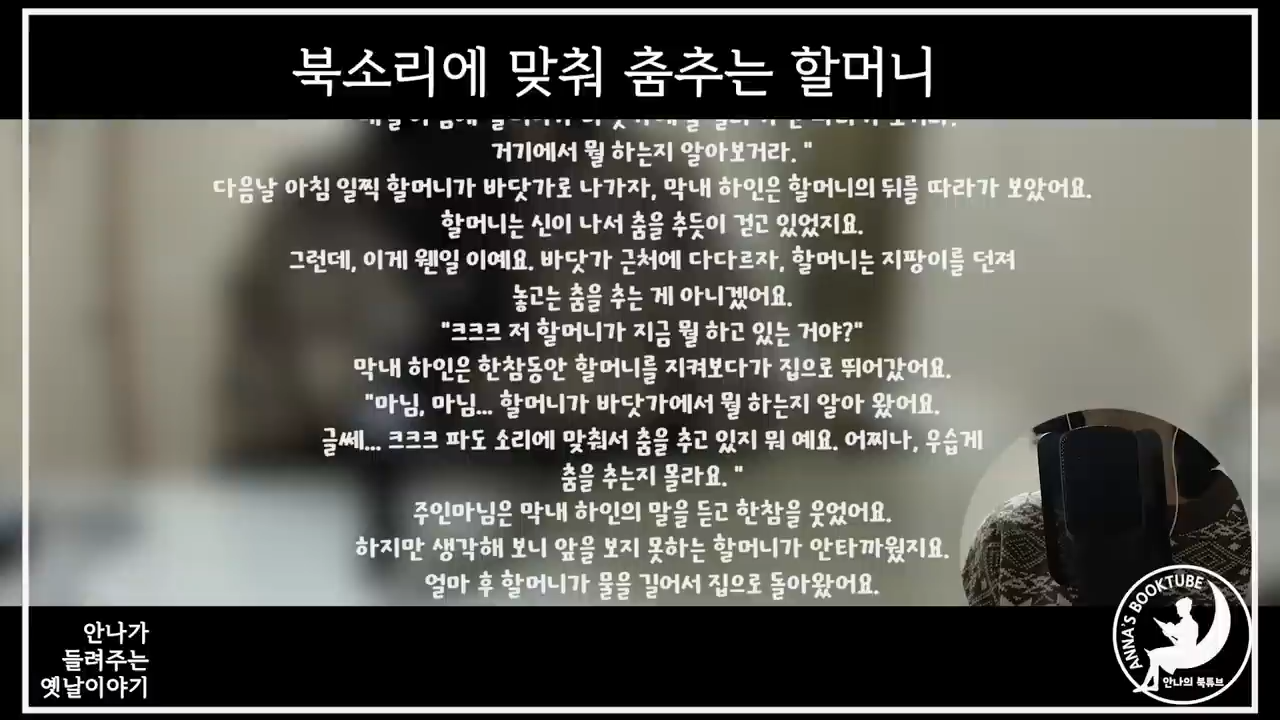 북소리에 맞춰 춤추는 할머니
거기에서 뭘 하는지 알아보거라. "
다음날 아침 일찍 할머니가 바닷가로 나가자, 막내 하인은 할머니의 뒤를 따라가 보았어요.
할머니는 신이 나서 춤을 추듯이 걷고 있었지요.
그런데, 이게 웬일 이예요. 바닷가 근처에 다다르자, 할머니는 지팡이를 던져
놓고는 춤을 추는 게 아니겠어요.
"크크크 저 할머니가 지금 뭘 하고 있는 거야?"
막내 하인은 한참동안 할머니를 지켜보다가 집으로 뛰어갔어요.
"마님, 마님... 할머니가 바닷가에서 뭘 하는지 알아 왔어요.
글쎄... 크크크 파도 소리에 맞춰서 춤을 추고 있지 뭐 예요. 어찌나, 우습게
춤을 추는지 몰라요. "
주인마님은 막내 하인의 말을 듣고 한참을 웃었어요.
하지만 생각해 보니 앞을 보지 못하는 할머니가 안타까웠지요.
얼마 후 할머니가 물을 길어서 집으로 돌아왔어요.
안나가
들려주는
옛날이야기
ANNA'S BOOKTUBE
안나의 북튜브